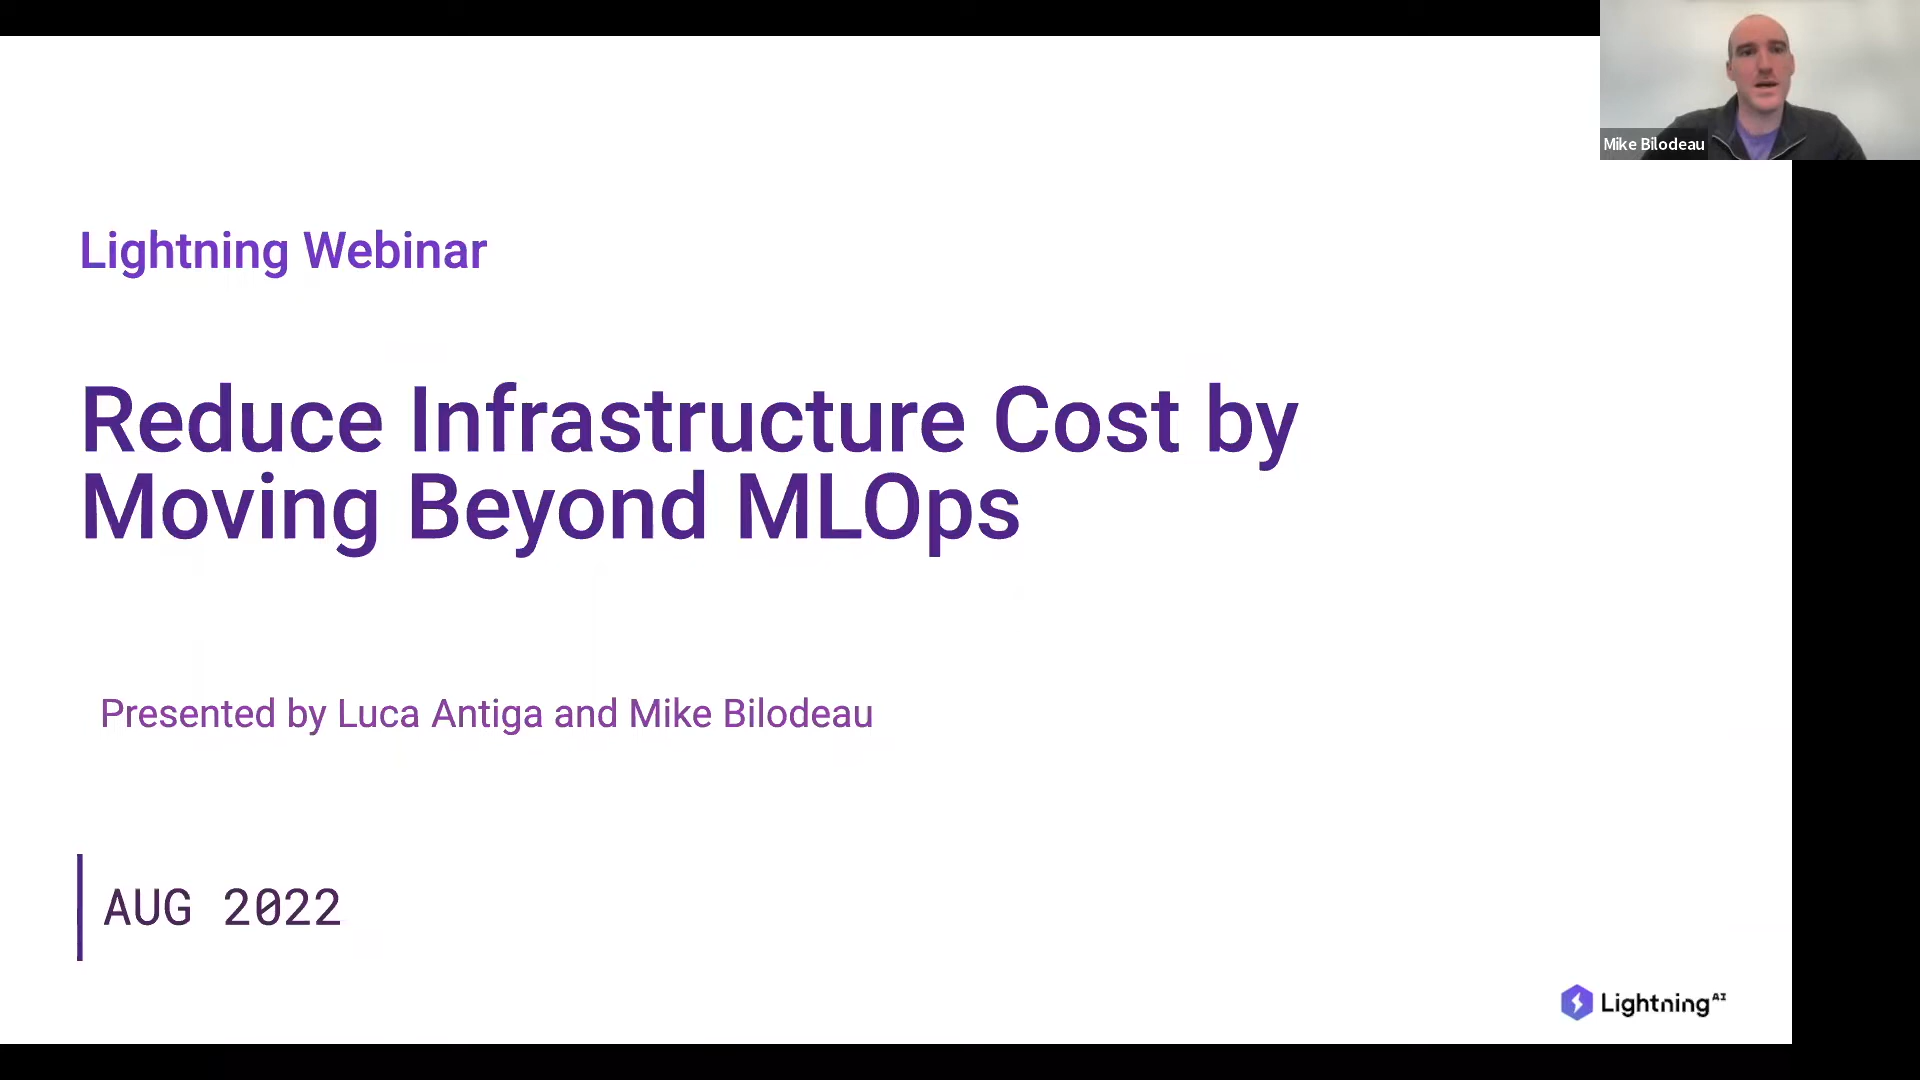 Mike Bilodeau
Lightning Webinar
Reduce Infrastructure Cost by
Moving Beyond MLOps
Presented by Luca Antiga and Mike Bilodeau
AUG 2022
Lightning AI